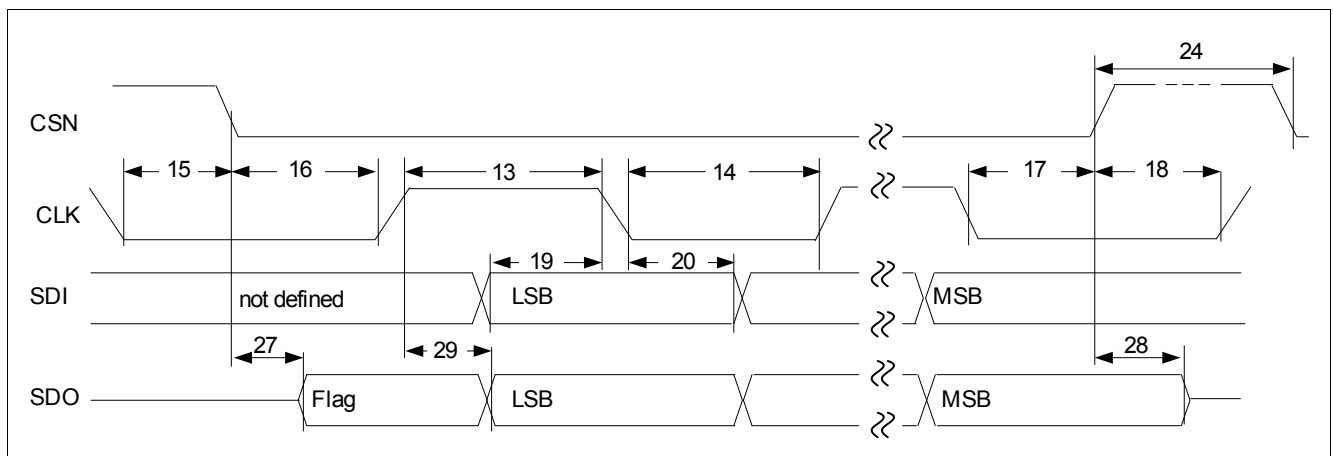 24
CSN
15
16
13
14
17
18
CLK
19
20
SDI
not defined
LSB
MSB
27
29
28
SDO
Flag
LSB
MSB